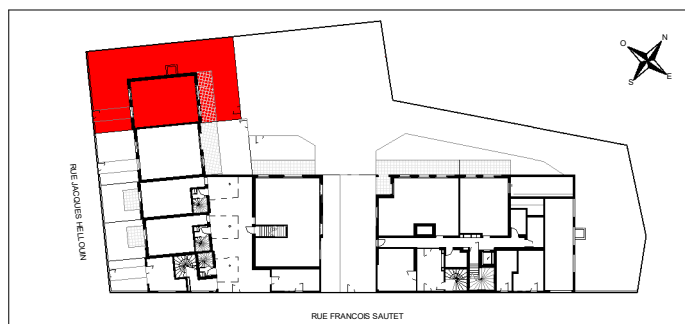 N
O
E
S
RUE JACQUES HELLOUIN
RUE FRANCOIS SAUTET